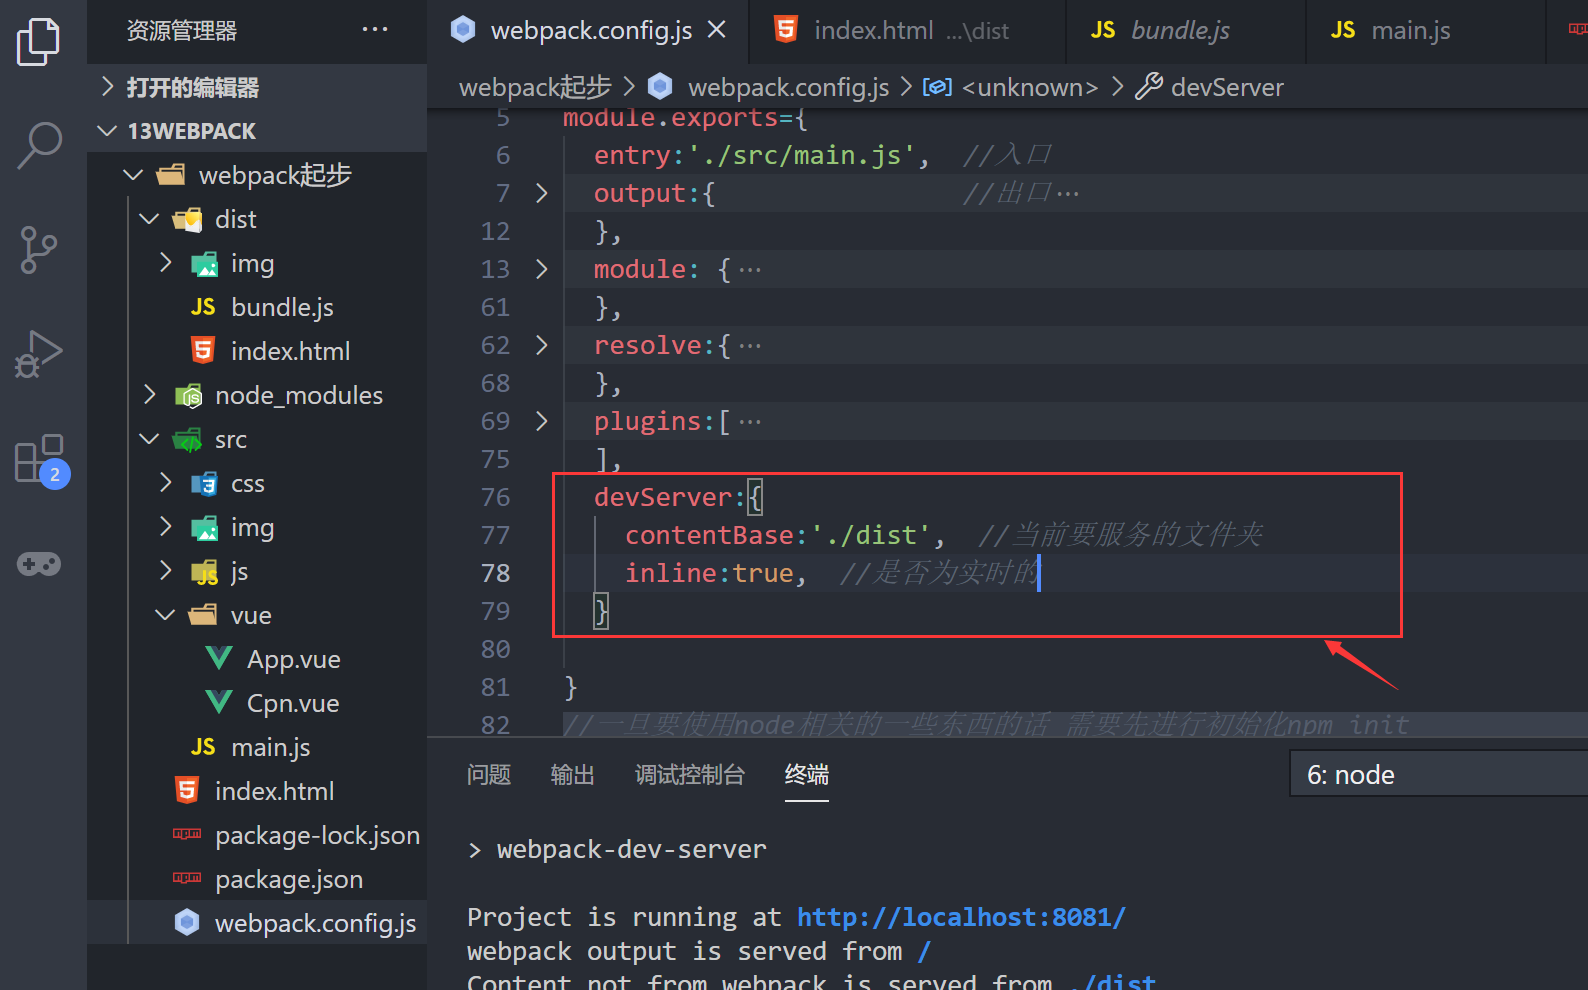 资源管理器 ···
打开的编辑器
13WEBPACK
webpack起步
dist
img
JS bundle.js
index.html
node_modules
src
css
img
js
vue
App.vue
Cpn.vue
JS main.js
index.html
package-lock.json
package.json
webpack.config.js
2
webpack.config.js × index.html ...\dist JS bundle.js JS main.js
webpack起步 > webpack.config.js > <unknown> > devServer
5 module.exports={
6 entry:'./src/main.js', //入口
7 output:{ //出口···
12 },
13 module: {···
61 },
62 resolve:{···
68 },
69 plugins:[···
75 ],
76 devServer:{
77 contentBase:'./dist', //当前要服务的文件夹
78 inline:true, //是否为实时的
79 }
80
81 }
82 //一旦要使用node相关的一些东西的话 需要先进行初始化npm init
问题 输出 调试控制台 终端 6: node
> webpack-dev-server
Project is running at http://localhost:8081/
webpack output is served from /
Content not from webpack is served from ./dist